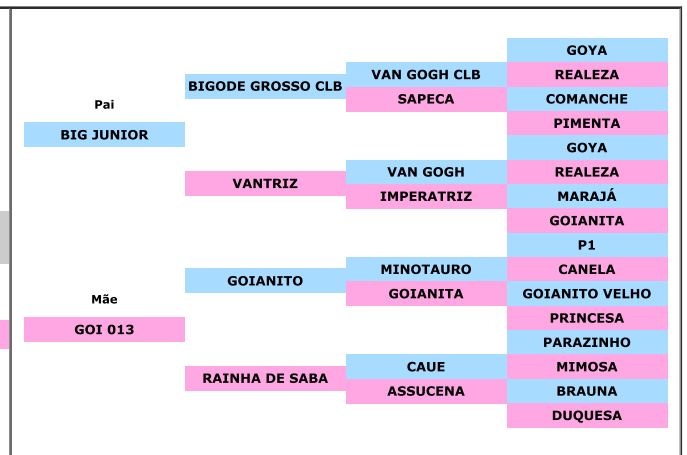 GOYA
VAN GOGH CLB
REALEZA
BIGODE GROSSO CLB
SAPECA
COMANCHE
Pai
PIMENTA
BIG JUNIOR
GOYA
VAN GOGH
REALEZA
VANTRIZ
IMPERATRIZ
MARAJÁ
GOIANITA
P1
MINOTAURO
CANELA
GOIANITO
GOIANITA
GOIANITO VELHO
Mãe
PRINCESA
GOI 013
PARAZINHO
CAUE
MIMOSA
RAINHA DE SABA
ASSUCENA
BRAUNA
DUQUESA